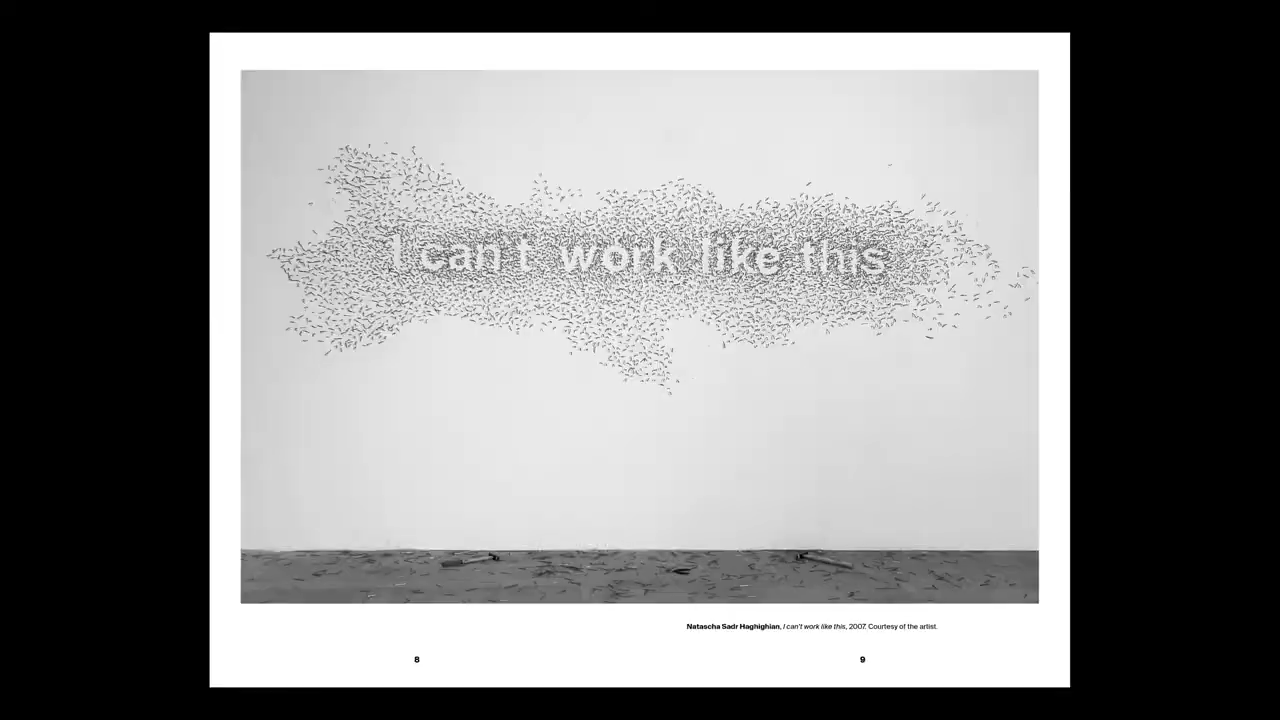 I can't work like this
Natascha Sadr Haghighian, I can't work like this, 2007. Courtesy of the artist.
8
9